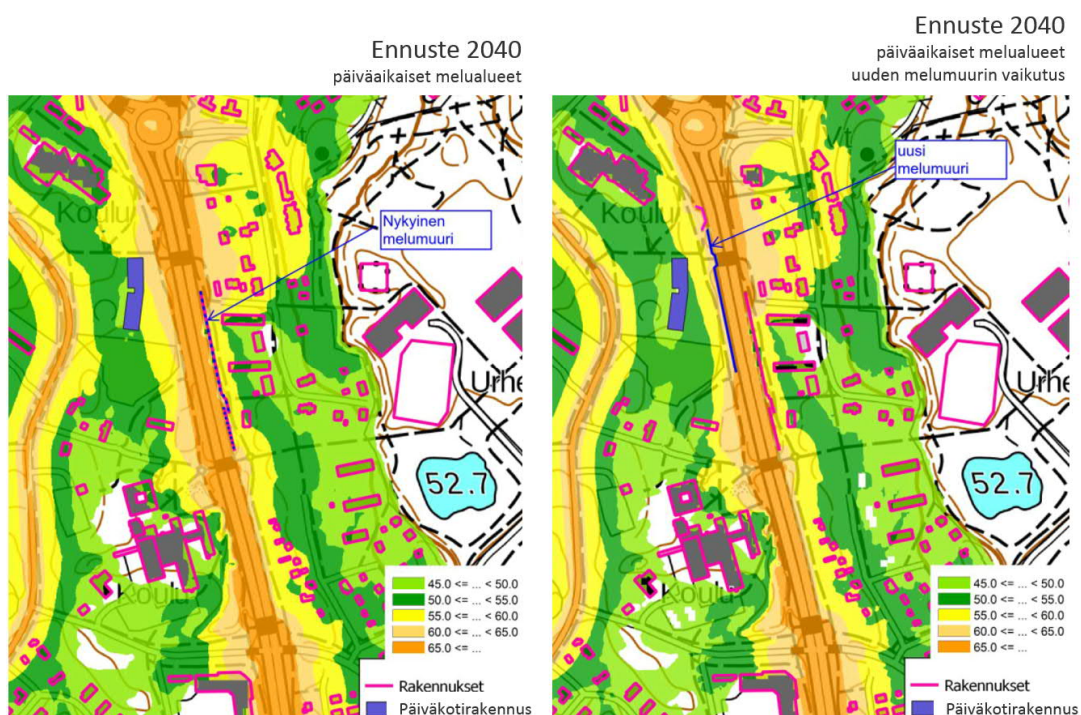 Ennuste 2040
päiväaikaiset melualueet
Koulu
Nykyinen
melumuuri
Urhe
52.7
Koulu
45.0 <= ... < 50.0
50.0 <= ... < 55.0
55.0 <= ... < 60.0
60.0 <= ... < 65.0
65.0 <= ...
Rakennukset
Päiväkotirakennus
Ennuste 2040
päiväaikaiset melualueet
uuden melumuurin vaikutus
Vt
uusi
melumuuri
Koulu
Urhe
52.7
Koulu
45.0 <= ... < 50.0
50.0 <= ... < 55.0
55.0 <= ... < 60.0
60.0 <= ... < 65.0
65.0 <= ...
Rakennukset
Päiväkotirakennus